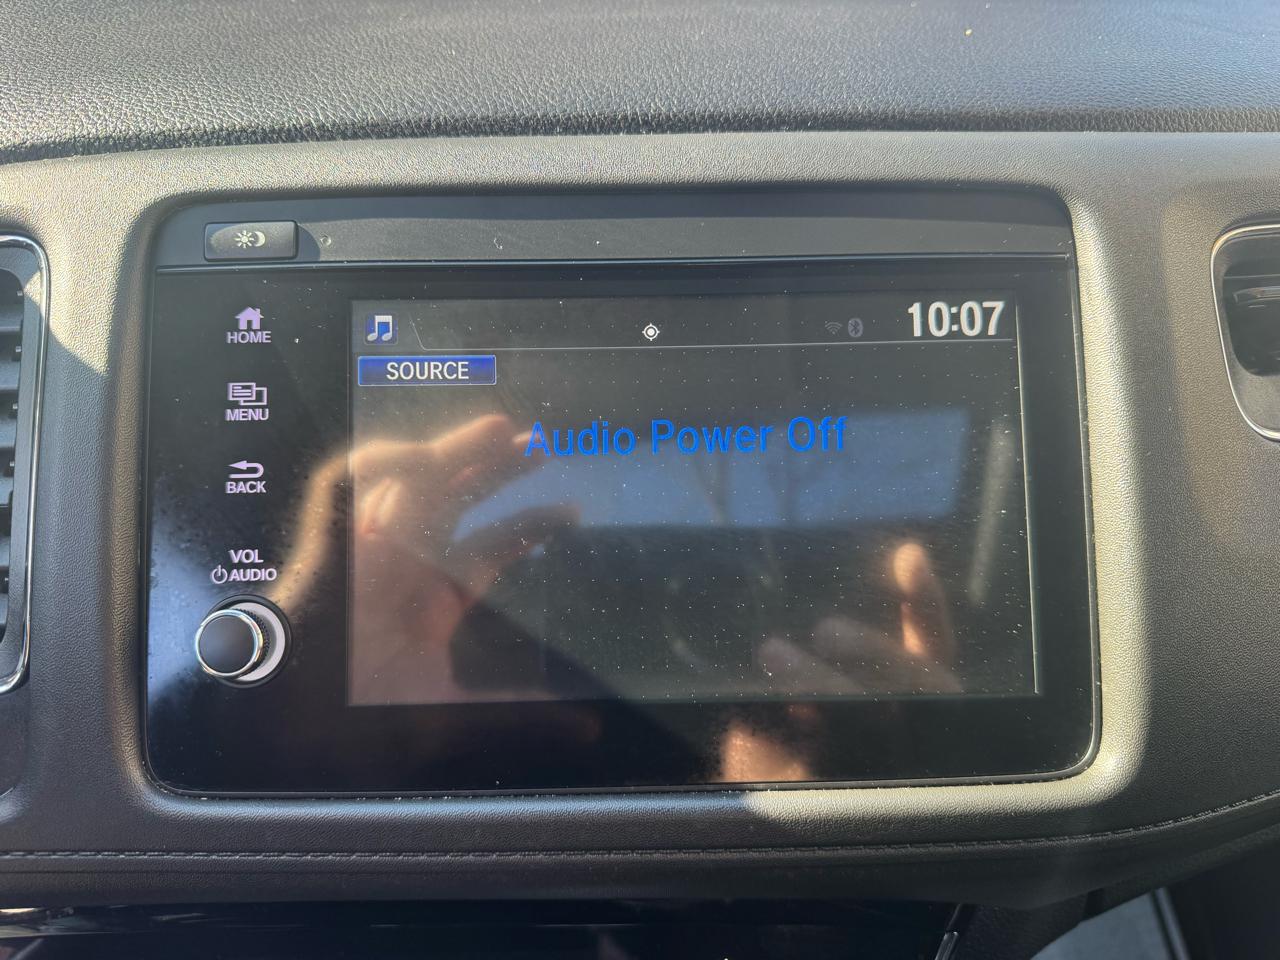 HOME
MENU
BACK
VOL
AUDIO
10:07
SOURCE
Audio Power Off